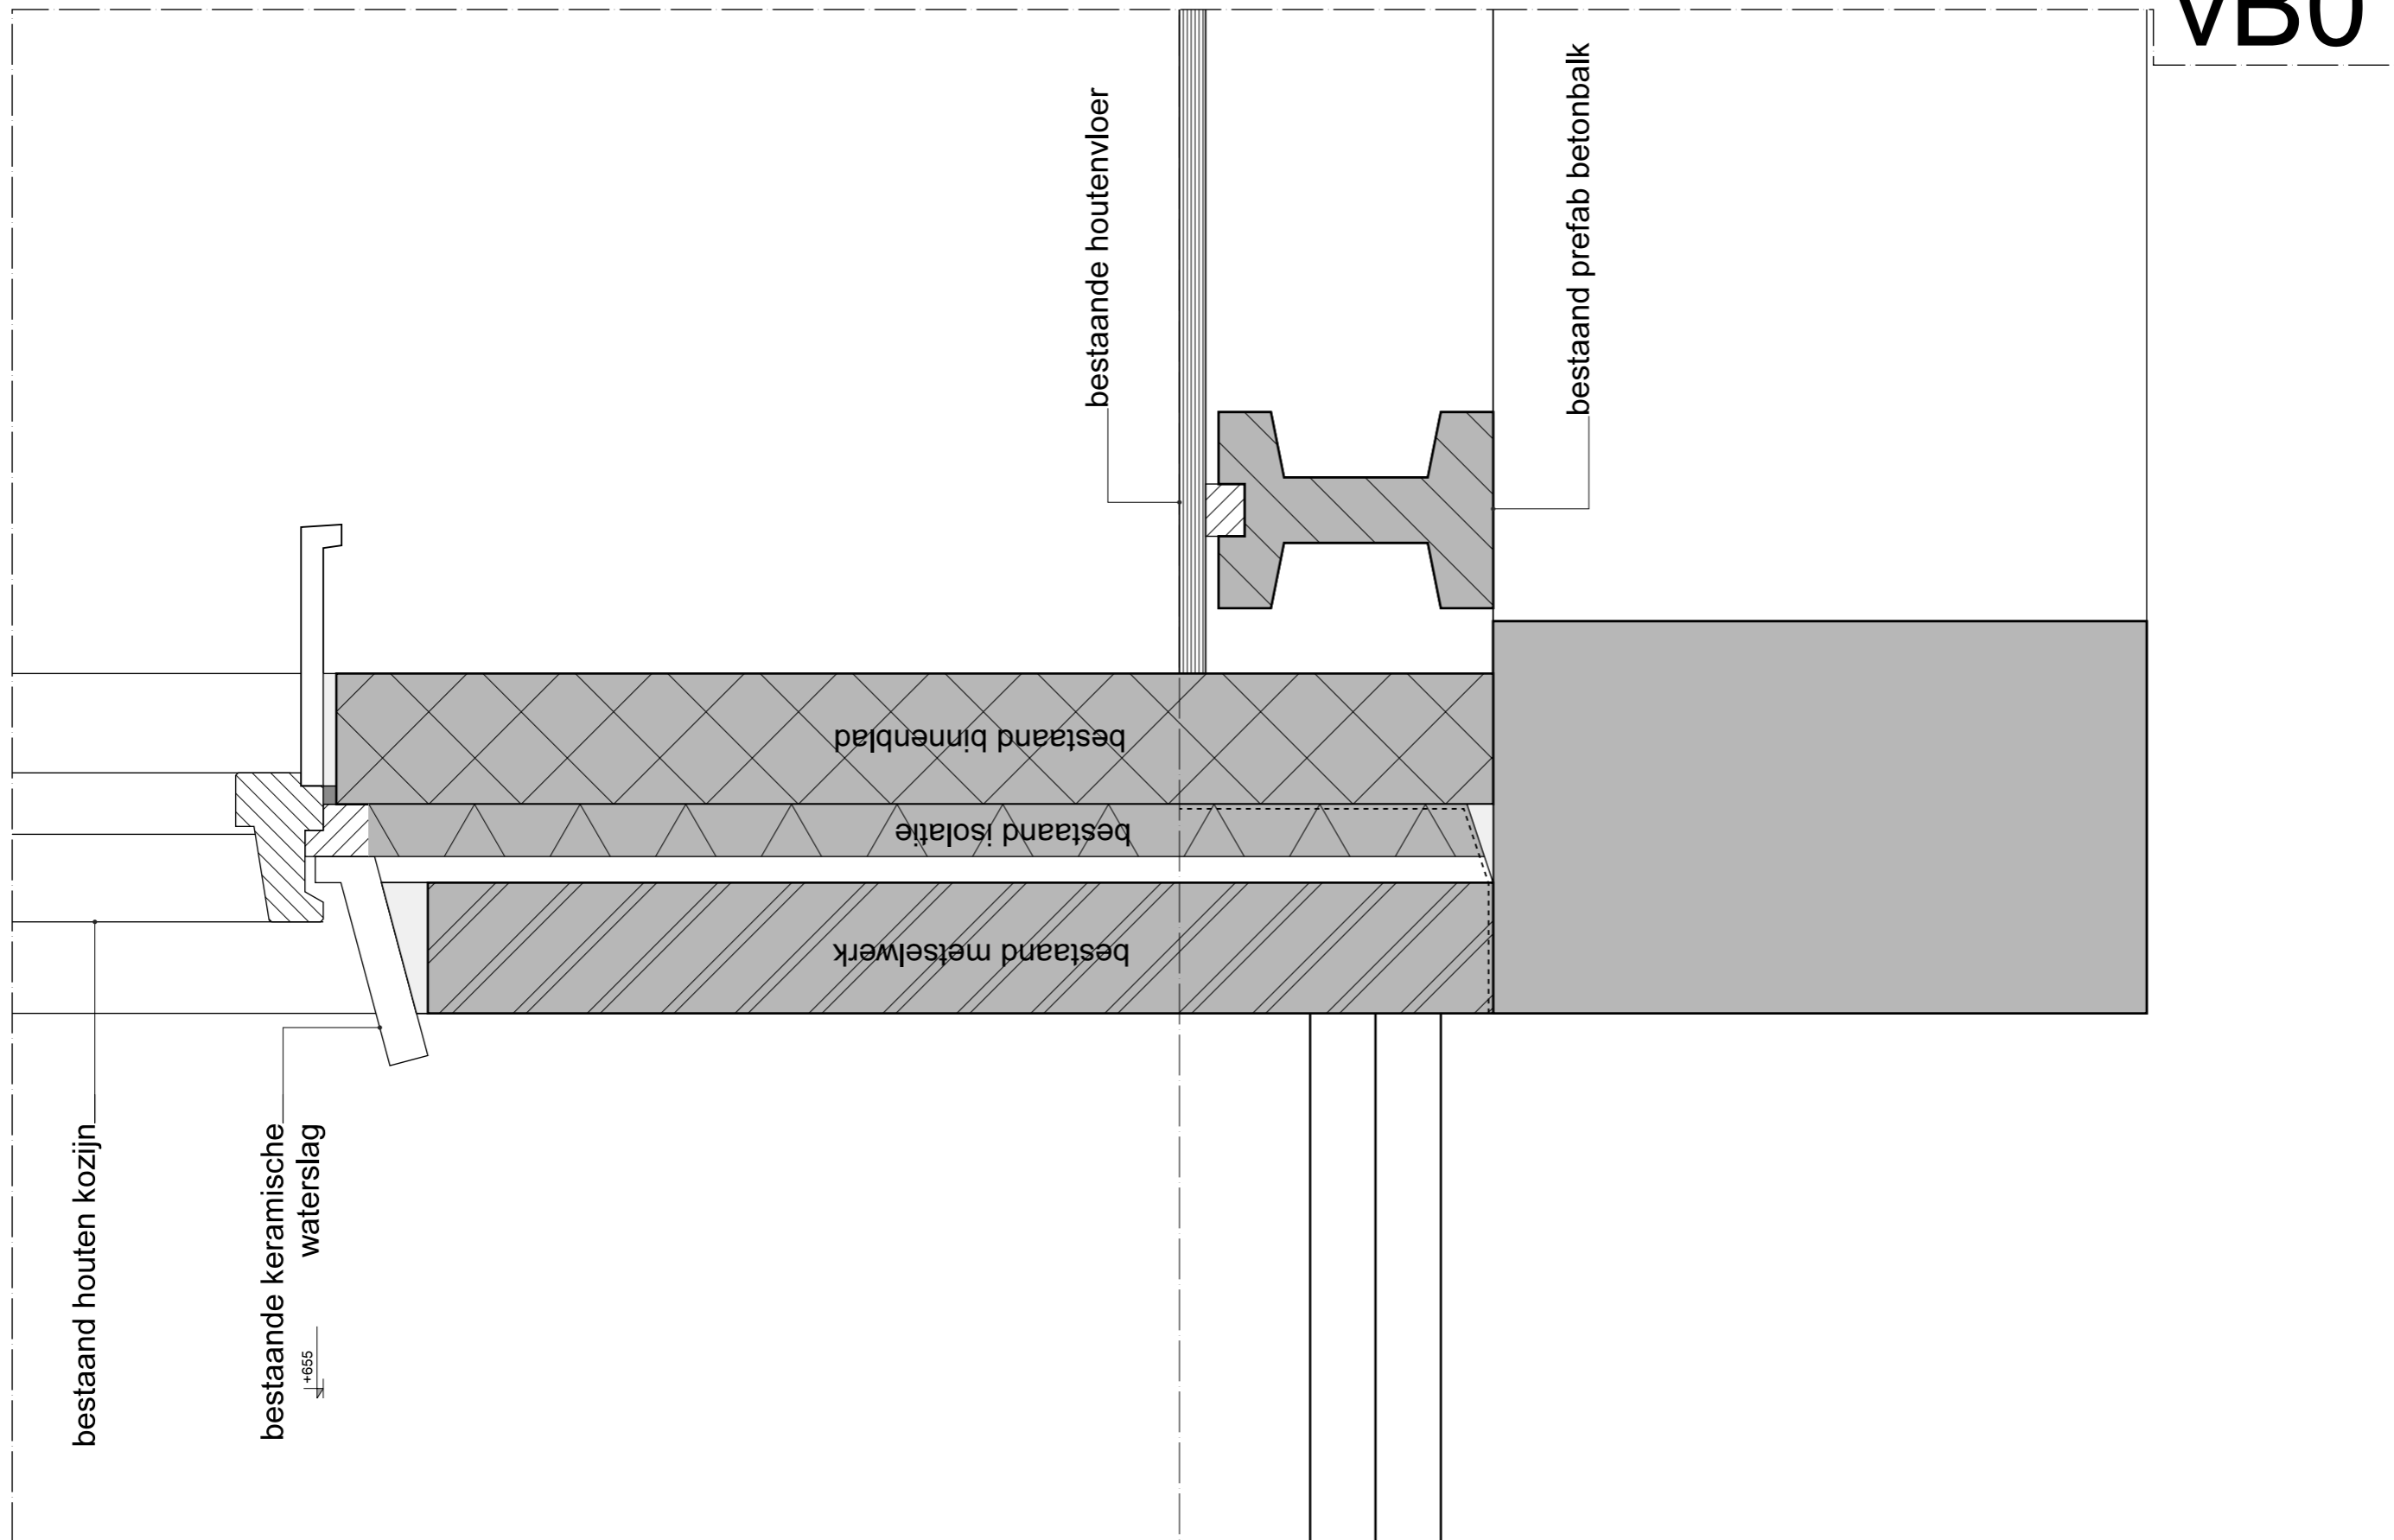 VB0
bestaande houtenvloer
bestaand prefab betonbalk
bestaand binnenblad
bestaand isolatie
bestaand metselwerk
bestaand houten kozijn
bestaande keramische
waterslag
+655